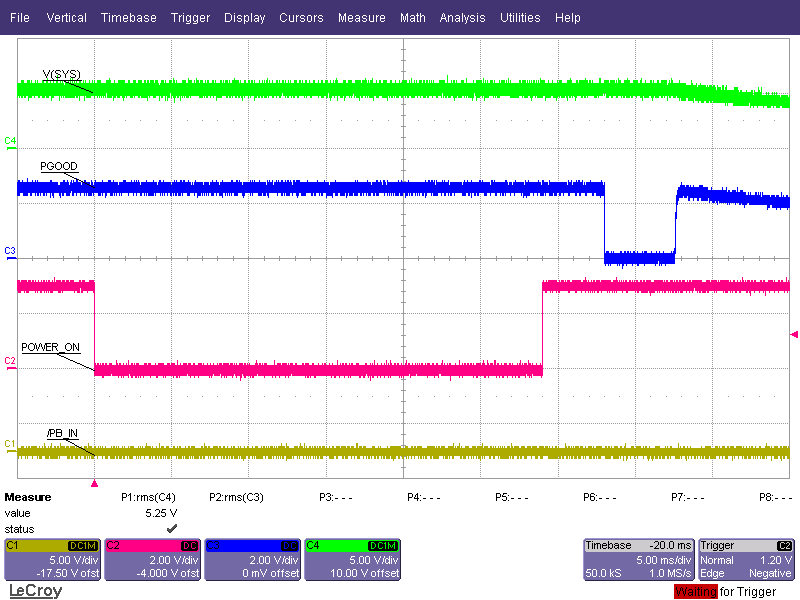 File Vertical Timebase Trigger Display Cursors Measure Math Analysis Utilities Help
V(SYS)
C4
PGOOD
C3
POWER_ON
C2
/PB_IN
C1
Measure P1:rms(C4) P2:rms(C3) P3:- - - P4:- - - P5:- - - P6:- - - P7:- - - P8:- - -
value 5.25 V
status ✔
C1 DC1M C2 DC C3 C4 DC1M Timebase -20.0 ms Trigger C2
5.00 V/div 2.00 V/div 2.00 V/div 5.00 V/div 5.00 ms/div Normal 1.20 V
-17.50 V ofst -4.000 V ofst 0 mV offset 10.00 V offset 50.0 kS 1.0 MS/s Edge Negative
LeCroy Waiting for Trigger